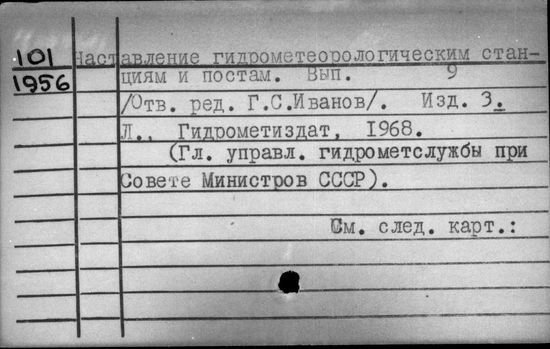 101 Наставление гидрометеорологическим стан-
1956 циям и постам. Вып. 9
/Отв. ред. Г.С.Иванов/. Изд. 3.
Л., Гидрометиздат, 1968.
(Гл. управл. гидрометслужбы при
Совете Министров СССР).
См. след. карт.: